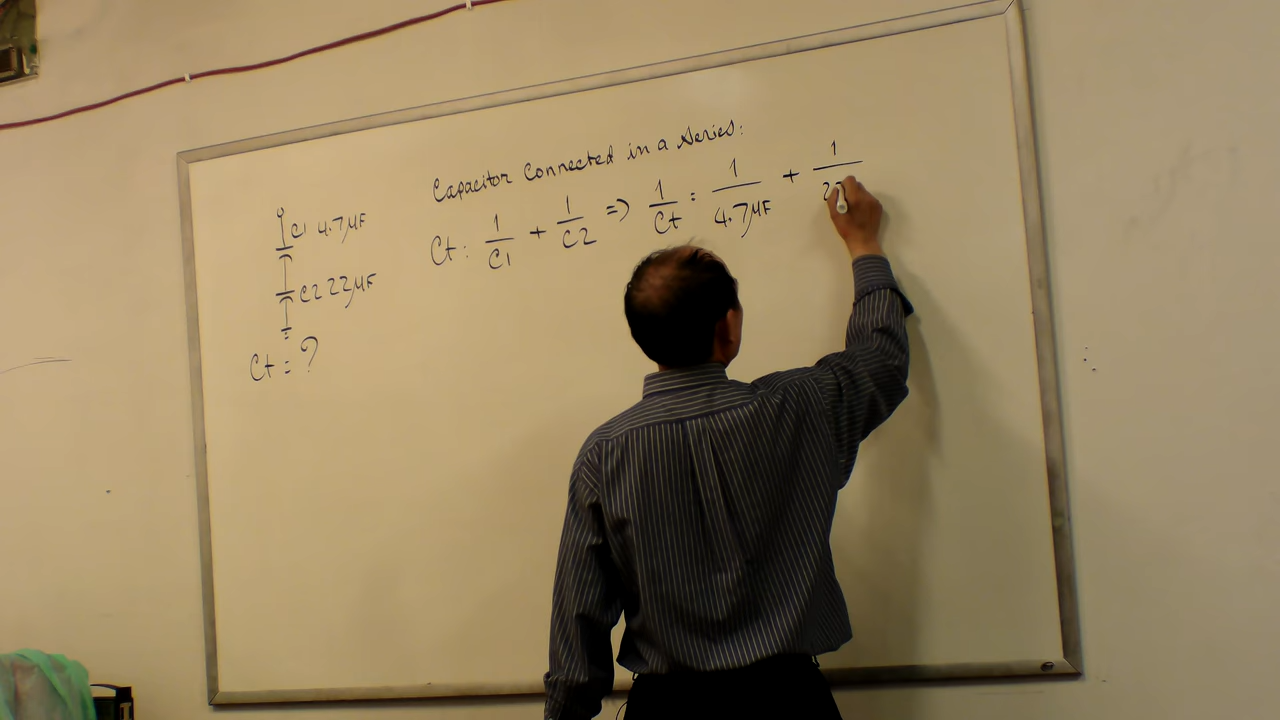 Capacitor Connected in a Series:
Ct: 1/C1 + 1/C2 => 1/Ct = 1/4.7μF + 1/22
C1 4.7μF
C2 22μF
Ct = ?